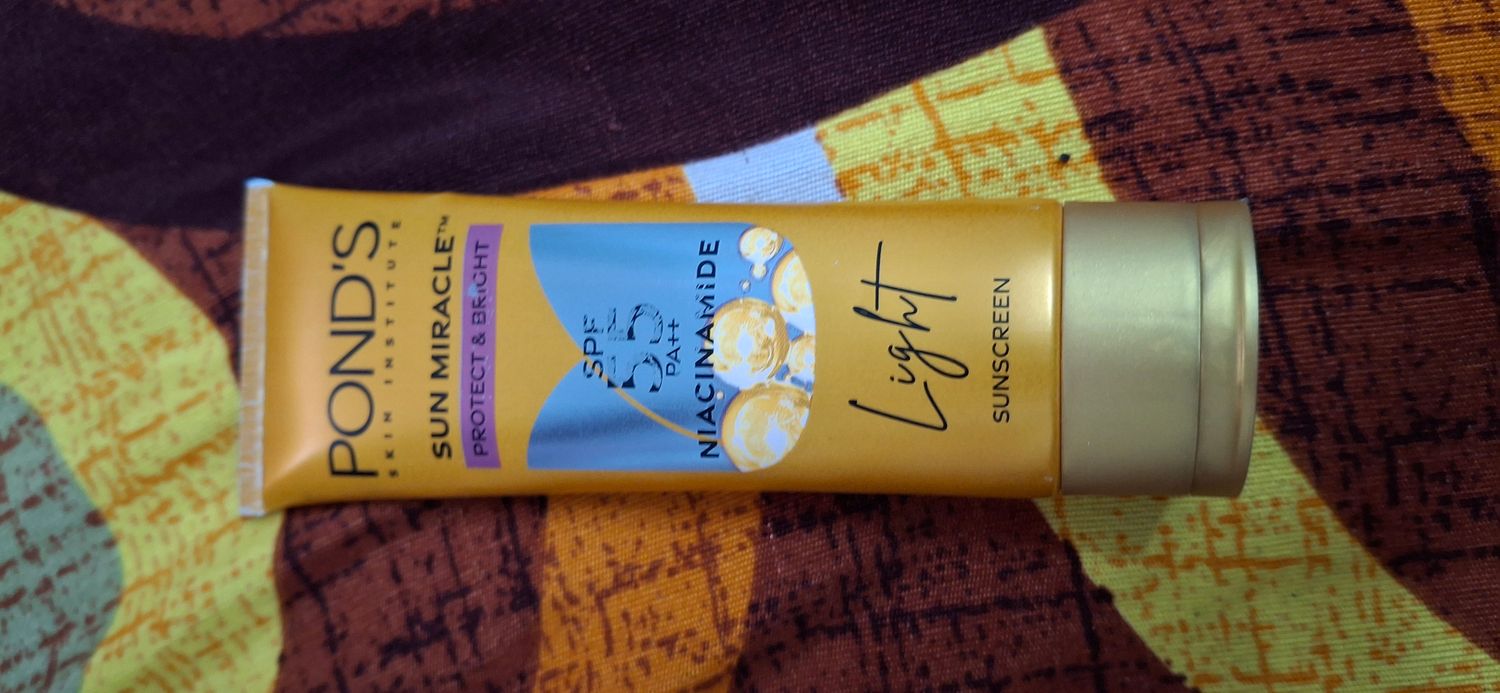 POND'S
SKIN INSTITUTE
SUN MIRACLE™
PROTECT & BRIGHT
SPF
35
PA++
NIACINAMIDE
Light
SUNSCREEN